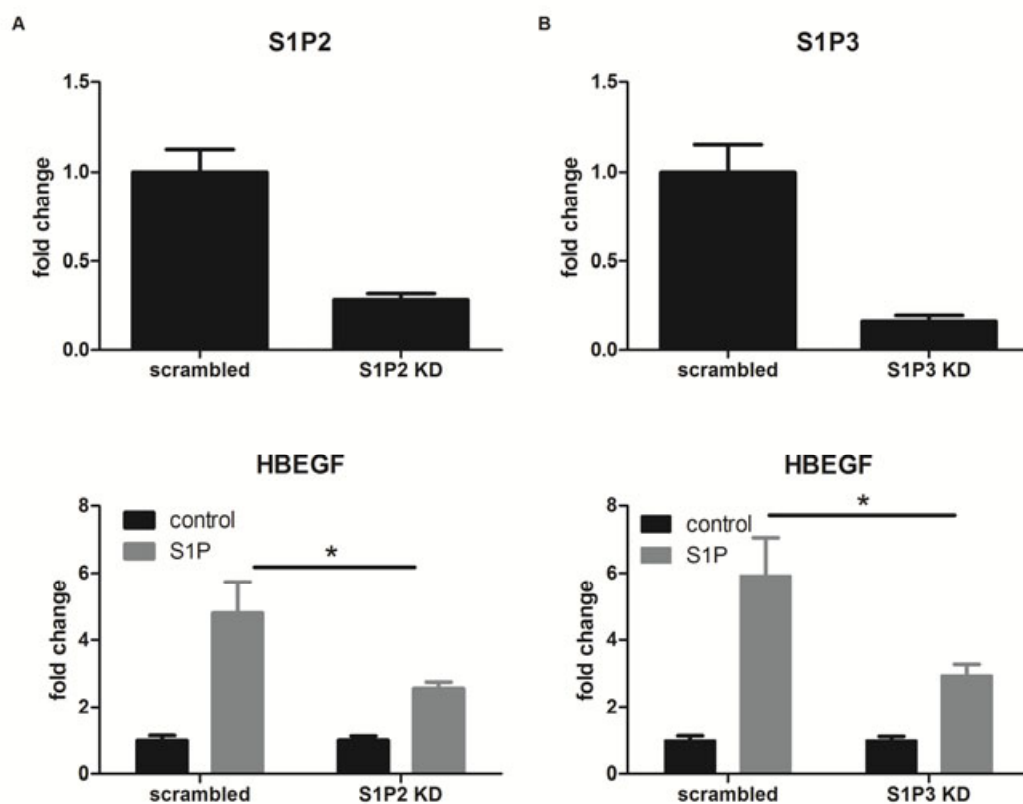 A
S1P2
fold change
1.5
1.0
0.5
0.0
scrambled S1P2 KD
B
S1P3
fold change
1.5
1.0
0.5
0.0
scrambled S1P3 KD
HBEGF
fold change
8
6
4
2
0
control
S1P
*
scrambled S1P2 KD
HBEGF
fold change
8
6
4
2
0
control
S1P
*
scrambled S1P3 KD